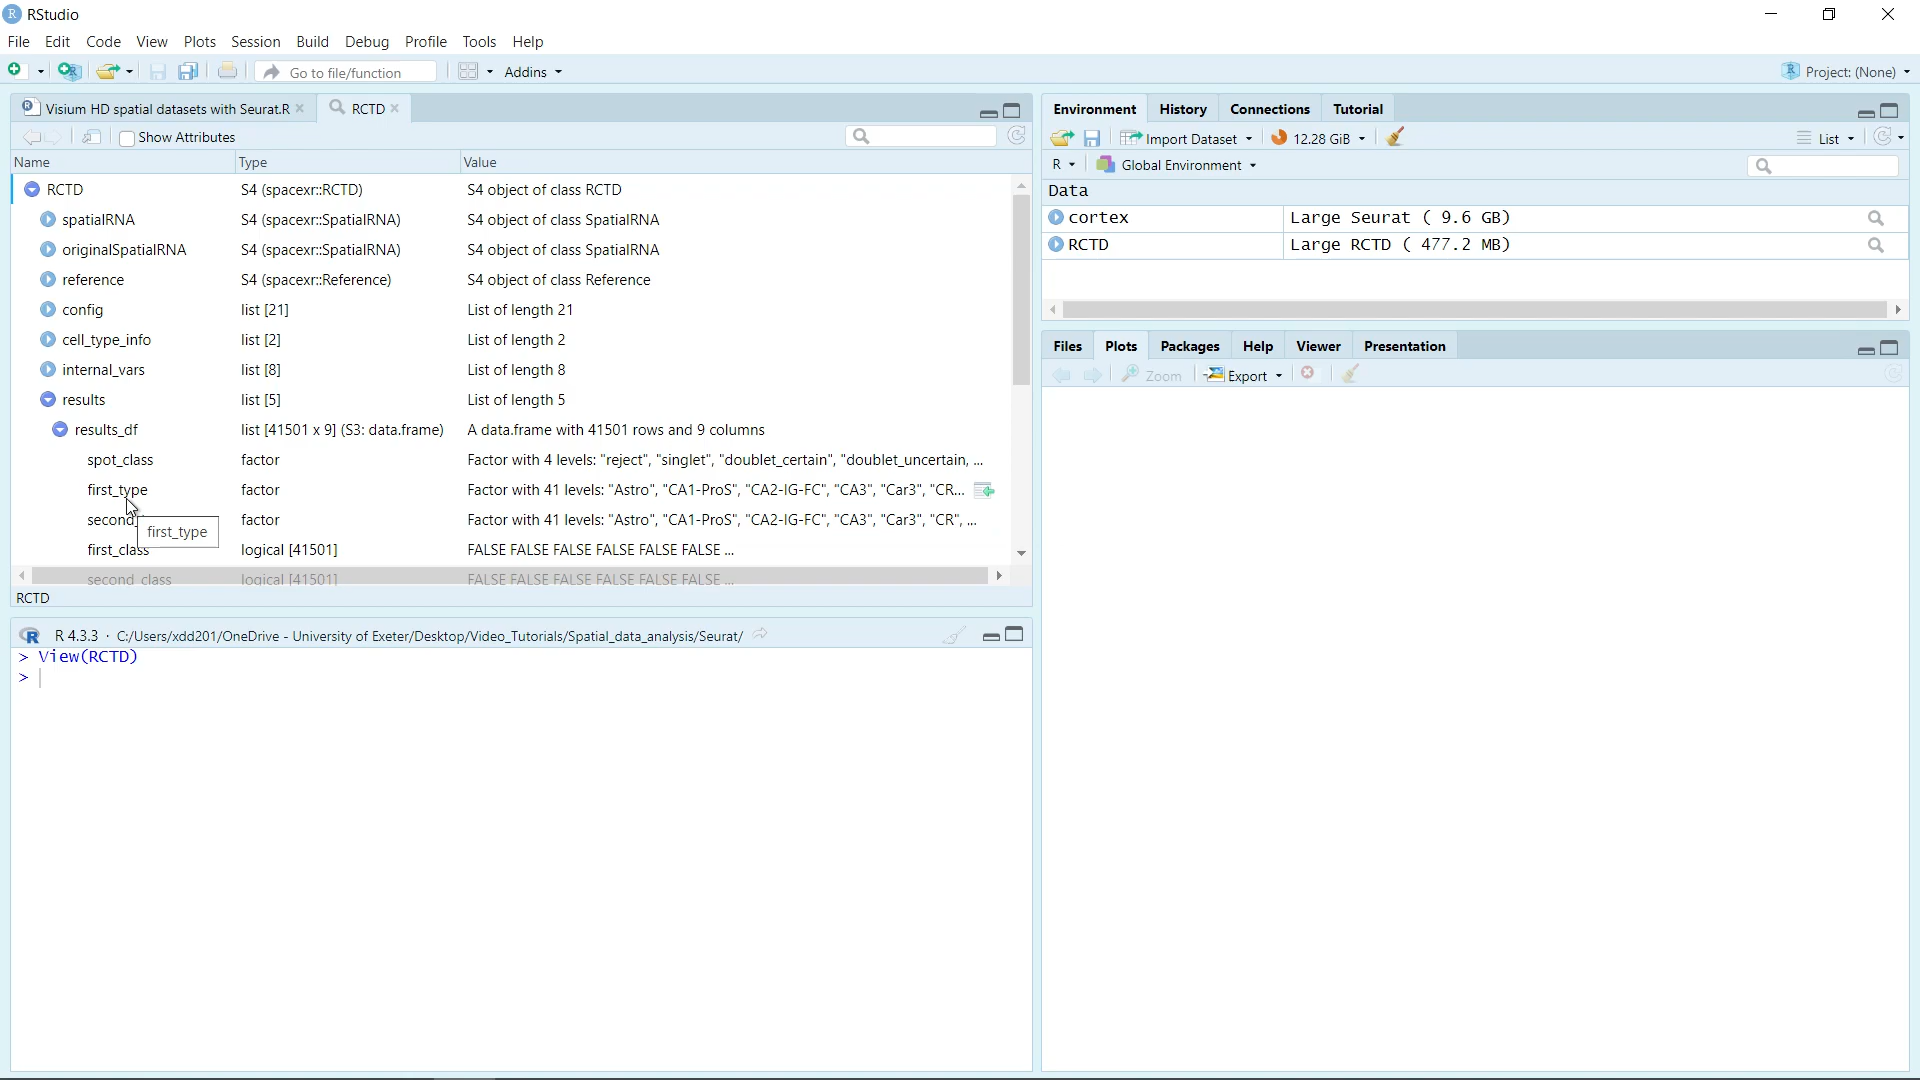 RStudio
File Edit Code View Plots Session Build Debug Profile Tools Help
Go to file/function Addins Project: (None)
Visium HD spatial datasets with Seurat.R RCTD
Show Attributes
Name Type Value
RCTD S4 (spacexr::RCTD) S4 object of class RCTD
spatialRNA S4 (spacexr::SpatialRNA) S4 object of class SpatialRNA
originalSpatialRNA S4 (spacexr::SpatialRNA) S4 object of class SpatialRNA
reference S4 (spacexr::Reference) S4 object of class Reference
config list [21] List of length 21
cell_type_info list [2] List of length 2
internal_vars list [8] List of length 8
results list [5] List of length 5
results_df list [41501 x 9] (S3: data.frame) A data.frame with 41501 rows and 9 columns
spot_class factor Factor with 4 levels: "reject", "singlet", "doublet_certain", "doublet_uncertain, ...
first_type factor Factor with 41 levels: "Astro", "CA1-ProS", "CA2-IG-FC", "CA3", "Car3", "CR...
second_ factor Factor with 41 levels: "Astro", "CA1-ProS", "CA2-IG-FC", "CA3", "Car3", "CR", ...
first_type
first_class logical [41501] FALSE FALSE FALSE FALSE FALSE FALSE ...
second_class logical [41501] FALSE FALSE FALSE FALSE FALSE FALSE ...
RCTD
R 4.3.3 · C:/Users/xdd201/OneDrive - University of Exeter/Desktop/Video_Tutorials/Spatial_data_analysis/Seurat/
> View(RCTD)
>
Environment History Connections Tutorial
Import Dataset 12.28 GiB List
R Global Environment
Data
cortex Large Seurat ( 9.6 GB)
RCTD Large RCTD ( 477.2 MB)
Files Plots Packages Help Viewer Presentation
Zoom Export